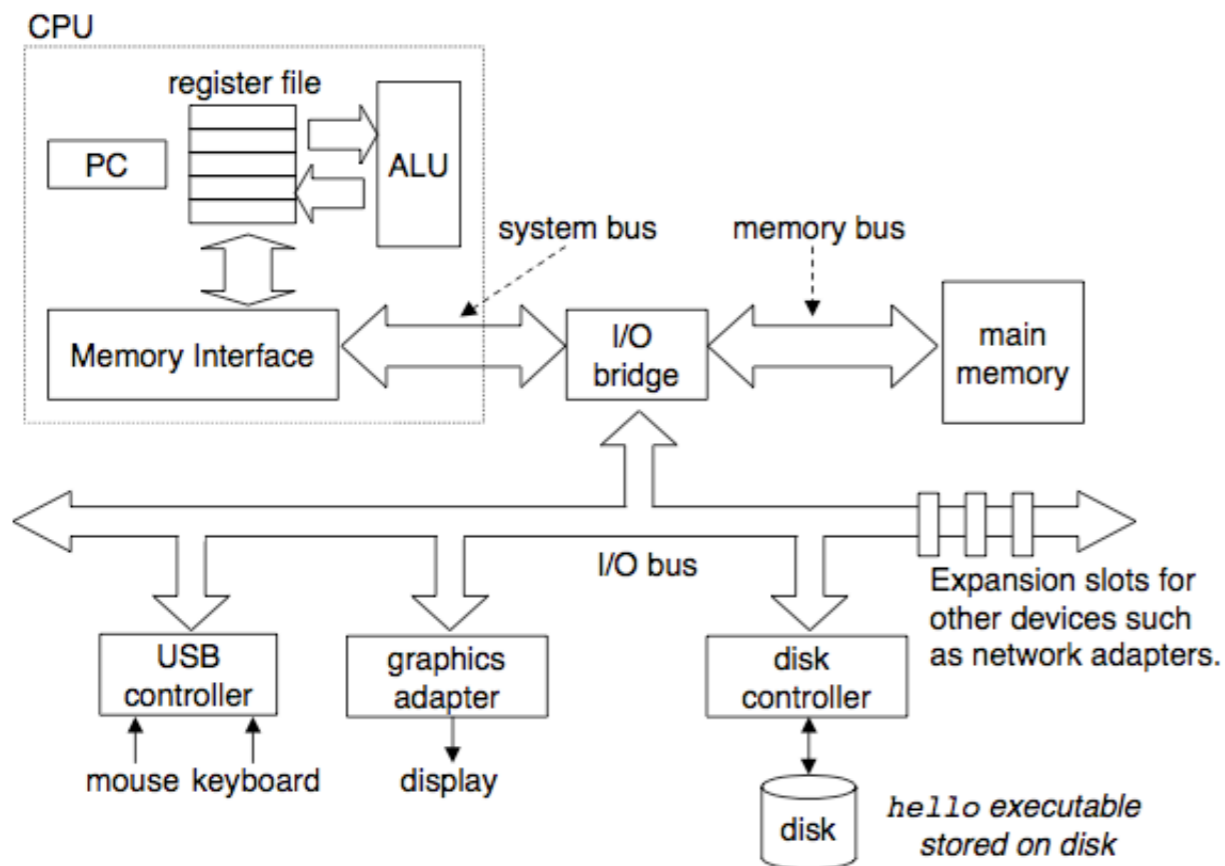 CPU
register file
PC
ALU
system bus
memory bus
Memory Interface
I/O
bridge
main
memory
I/O bus
Expansion slots for
other devices such
as network adapters.
USB
controller
graphics
adapter
disk
controller
mouse
keyboard
display
disk
hello executable
stored on disk